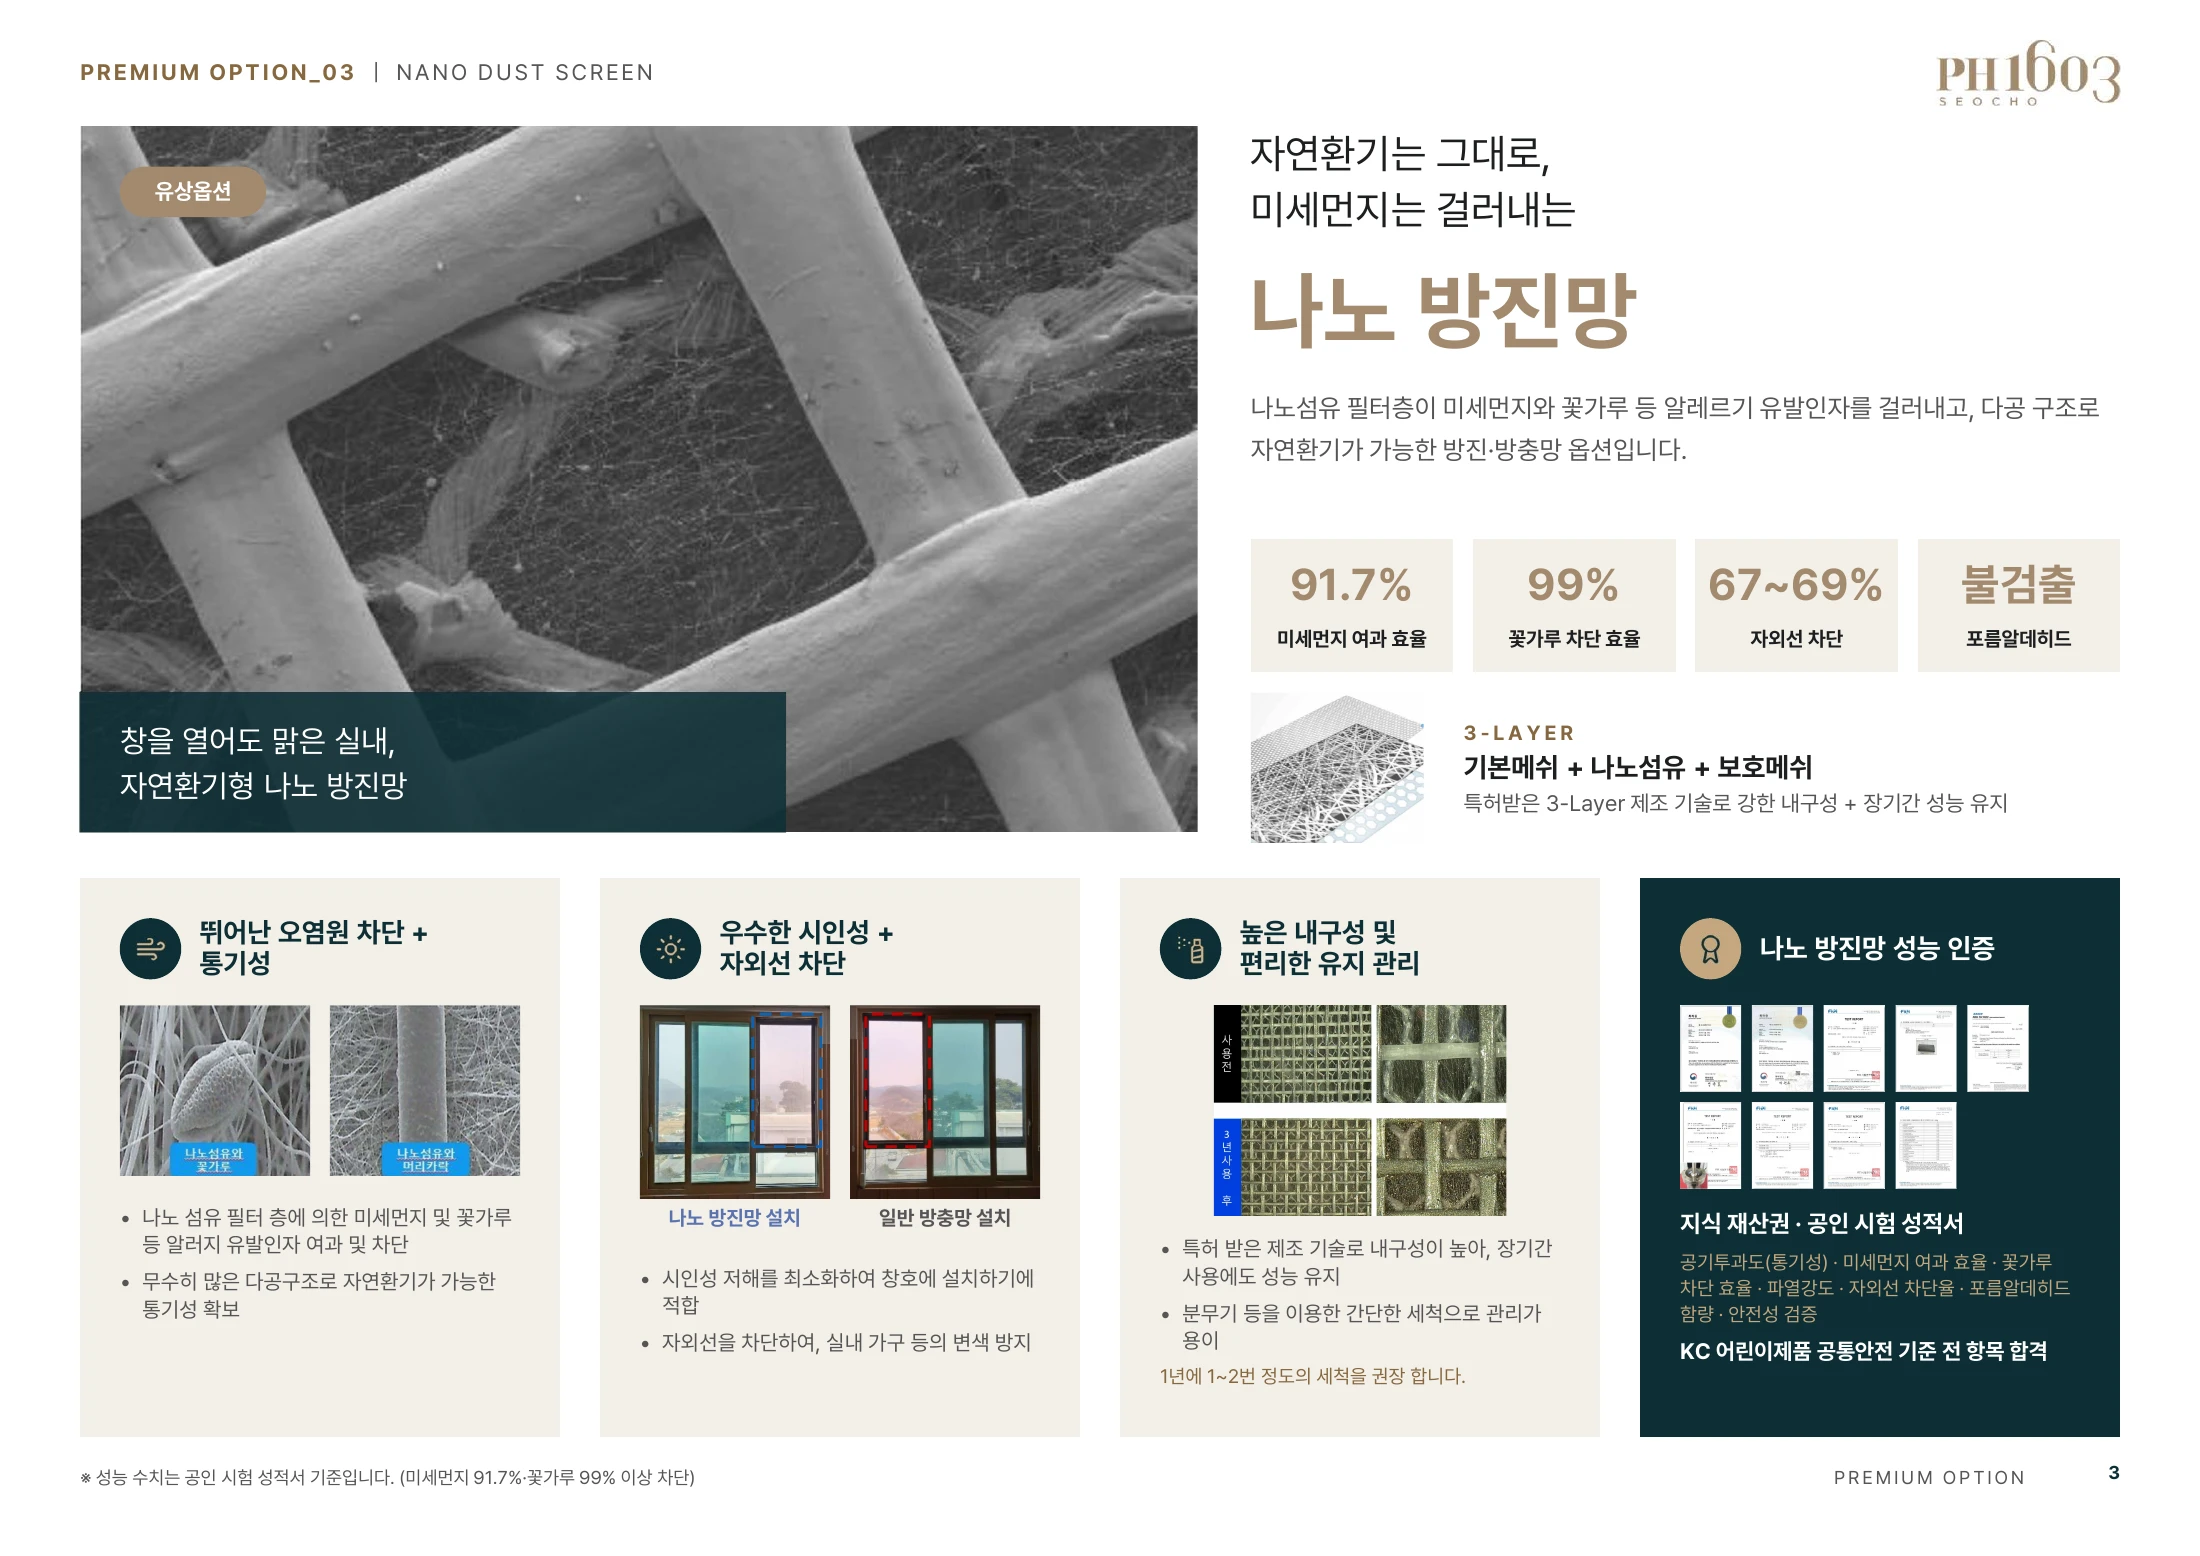 PREMIUM OPTION_03 | NANO DUST SCREEN
PH1603
SEOCHO
유상옵션
창을 열어도 맑은 실내,
자연환기형 나노 방진망
자연환기는 그대로,
미세먼지는 걸러내는
나노 방진망
나노섬유 필터층이 미세먼지와 꽃가루 등 알레르기 유발인자를 걸러내고, 다공 구조로
자연환기가 가능한 방진·방충망 옵션입니다.
91.7%
미세먼지 여과 효율
99%
꽃가루 차단 효율
67~69%
자외선 차단
불검출
포름알데히드
3-LAYER
기본메쉬 + 나노섬유 + 보호메쉬
특허받은 3-Layer 제조 기술로 강한 내구성 + 장기간 성능 유지
뛰어난 오염원 차단 +
통기성
나노섬유와
꽃가루
나노섬유와
머리카락
• 나노 섬유 필터 층에 의한 미세먼지 및 꽃가루
등 알러지 유발인자 여과 및 차단
• 무수히 많은 다공구조로 자연환기가 가능한
통기성 확보
우수한 시인성 +
자외선 차단
나노 방진망 설치
일반 방충망 설치
• 시인성 저해를 최소화하여 창호에 설치하기에
적합
• 자외선을 차단하여, 실내 가구 등의 변색 방지
높은 내구성 및
편리한 유지 관리
사용전
3년사용 후
• 특허 받은 제조 기술로 내구성이 높아, 장기간
사용에도 성능 유지
• 분무기 등을 이용한 간단한 세척으로 관리가
용이
1년에 1~2번 정도의 세척을 권장 합니다.
나노 방진망 성능 인증
지식 재산권 · 공인 시험 성적서
공기투과도(통기성) · 미세먼지 여과 효율 · 꽃가루
차단 효율 · 파열강도 · 자외선 차단율 · 포름알데히드
함량 · 안전성 검증
KC 어린이제품 공통안전 기준 전 항목 합격
※ 성능 수치는 공인 시험 성적서 기준입니다. (미세먼지 91.7%·꽃가루 99% 이상 차단)
PREMIUM OPTION
3